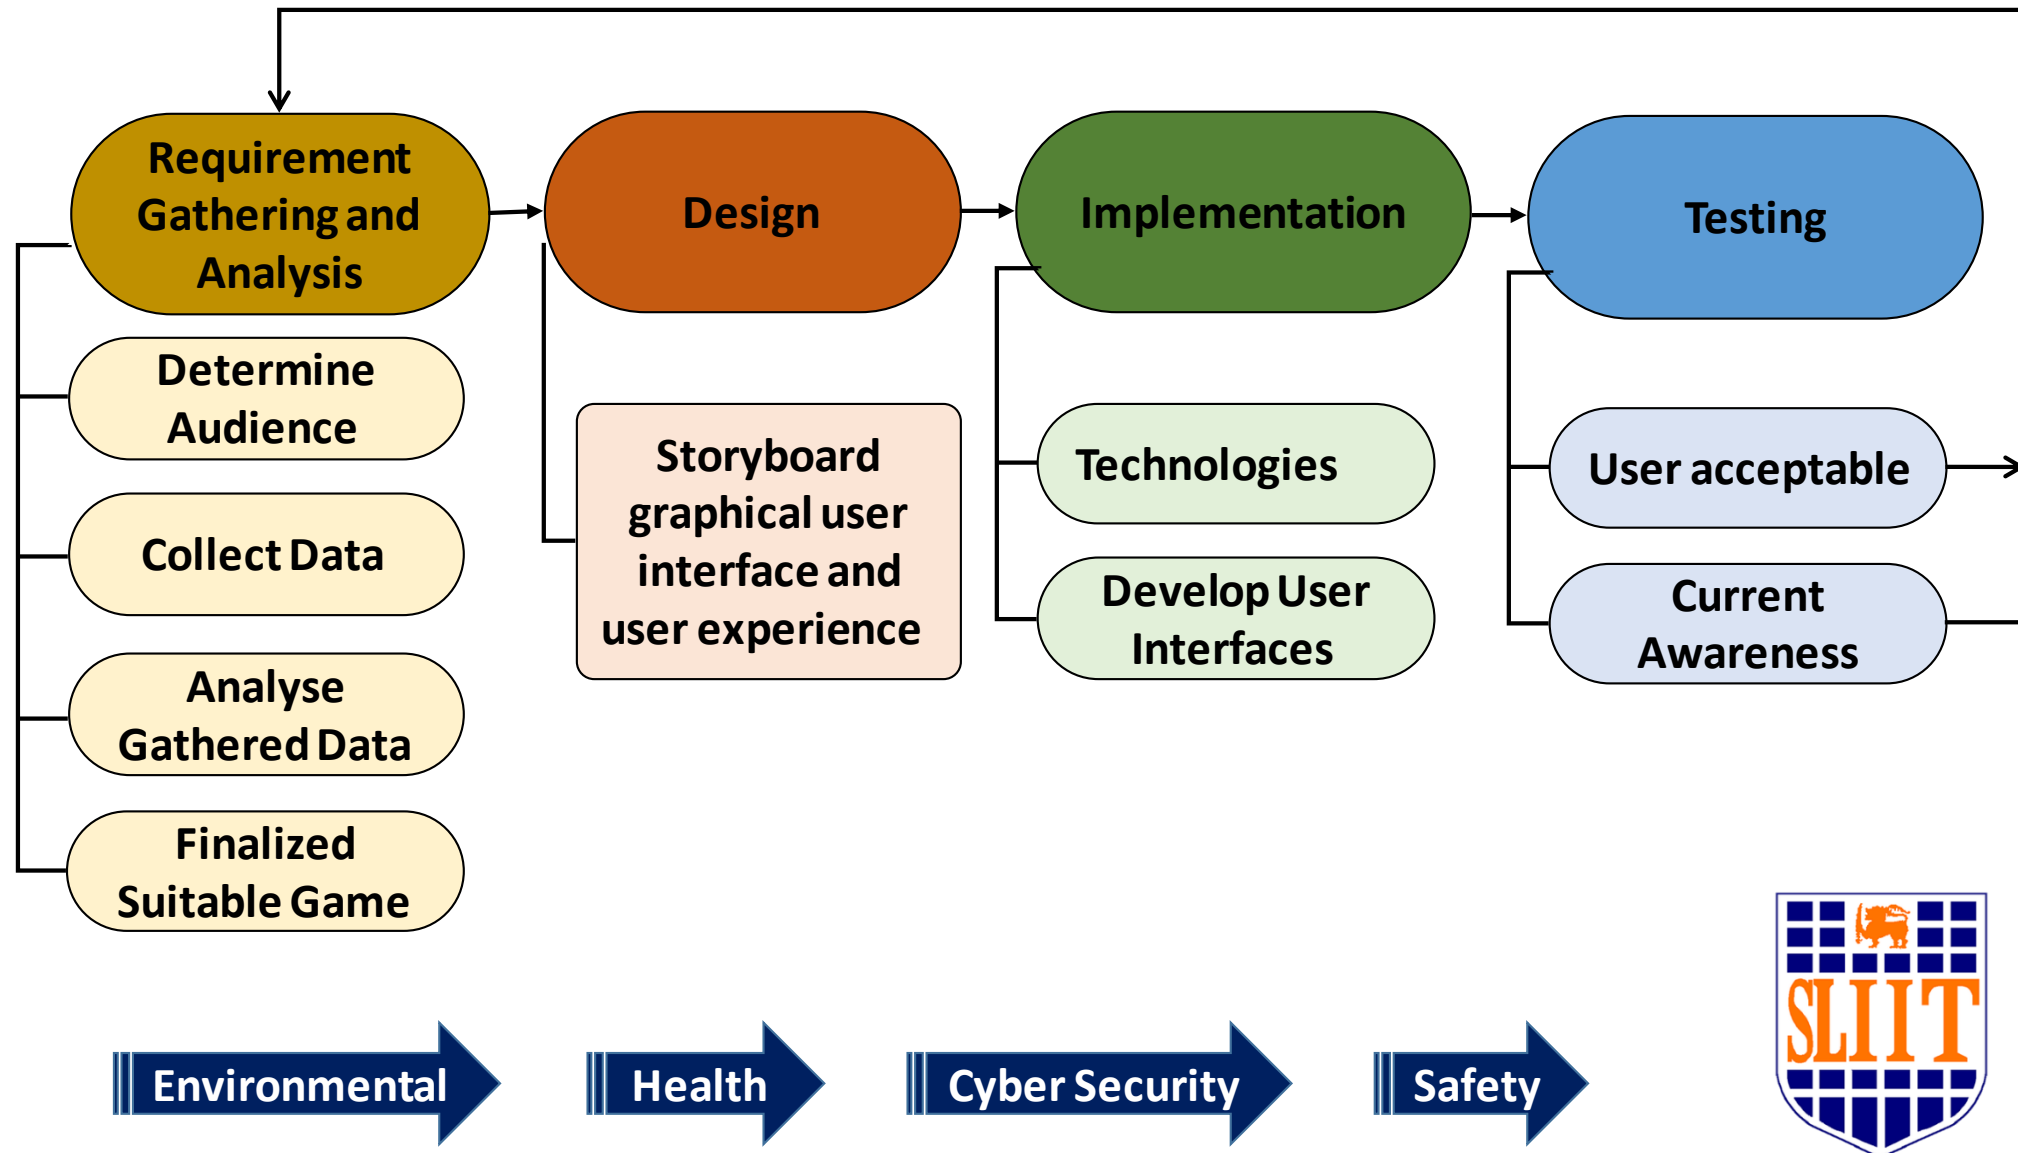 Requirement
Gathering and
Analysis
Design
Implementation
Testing
Determine
Audience
Collect Data
Analyse
Gathered Data
Finalized
Suitable Game
Storyboard
graphical user
interface and
user experience
Technologies
Develop User
Interfaces
User acceptable
Current
Awareness
Environmental
Health
Cyber Security
Safety
SLIIT